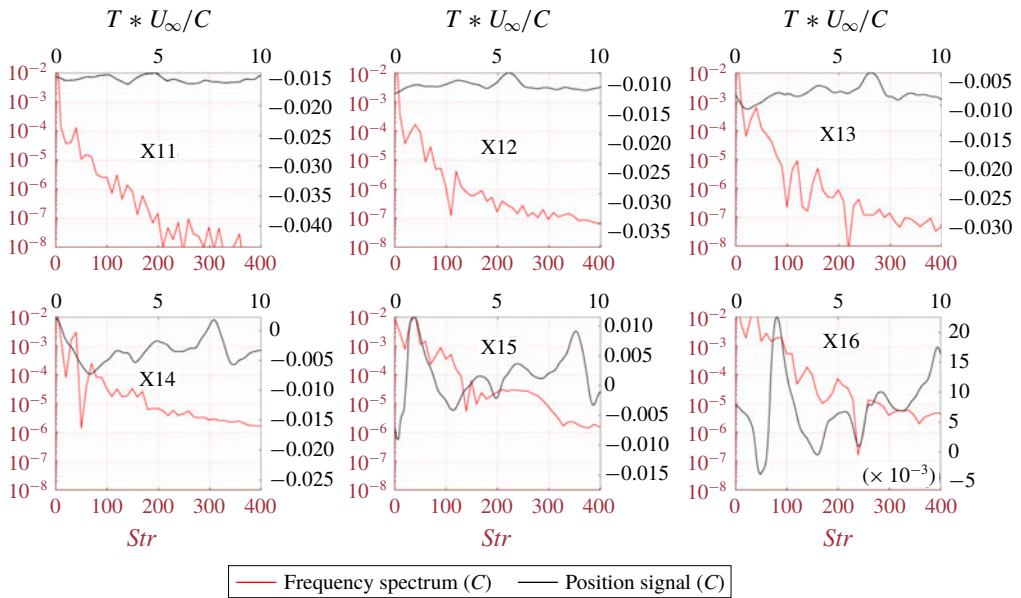 T ∗ U∞/C T ∗ U∞/C T ∗ U∞/C
0 5 10 0 5 10 0 5 10
10−2 10−3 10−4 10−5 10−6 10−7 10−8
X11
−0.015 −0.020 −0.025 −0.030 −0.035 −0.040
0 100 200 300 400
10−2 10−3 10−4 10−5 10−6 10−7 10−8
X12
−0.010 −0.015 −0.020 −0.025 −0.030 −0.035
0 100 200 300 400
10−2 10−3 10−4 10−5 10−6 10−7 10−8
X13
−0.005 −0.010 −0.015 −0.020 −0.025 −0.030
0 100 200 300 400
0 5 10 0 5 10 0 5 10
10−2 10−3 10−4 10−5 10−6 10−7 10−8
X14
0 −0.005 −0.010 −0.015 −0.020 −0.025
0 100 200 300 400
10−2 10−3 10−4 10−5 10−6 10−7 10−8
X15
0.010 0.005 0 −0.005 −0.010 −0.015
0 100 200 300 400
10−2 10−3 10−4 10−5 10−6 10−7 10−8
X16
20 15 10 5 0 −5
(× 10−3)
0 100 200 300 400
Str Str Str
Frequency spectrum (C) Position signal (C)